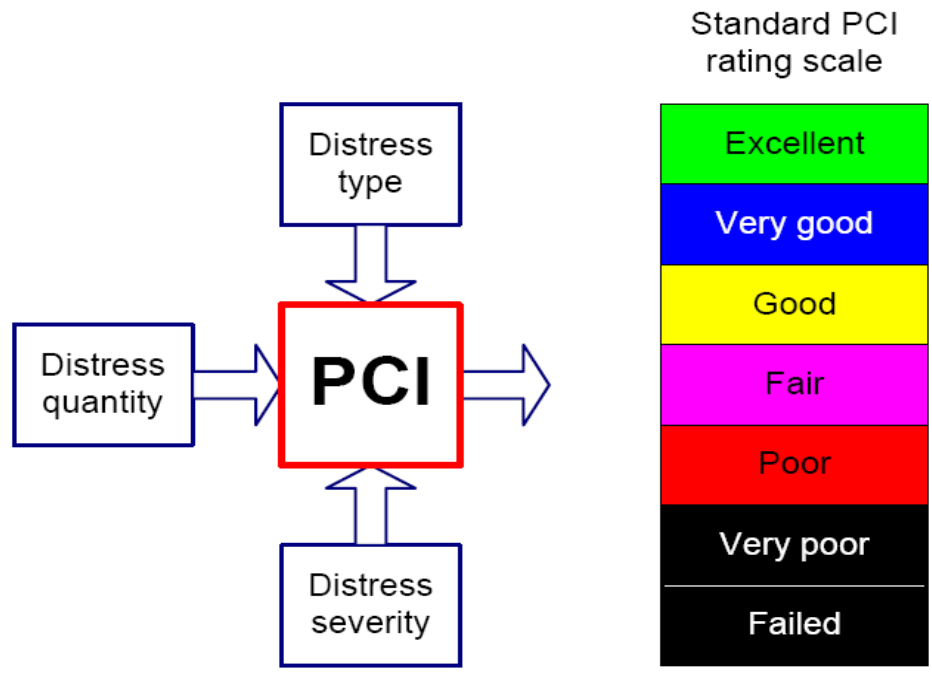 Standard PCI
rating scale
Distress
type
Distress
quantity
PCI
Distress
severity
Excellent
Very good
Good
Fair
Poor
Very poor
Failed